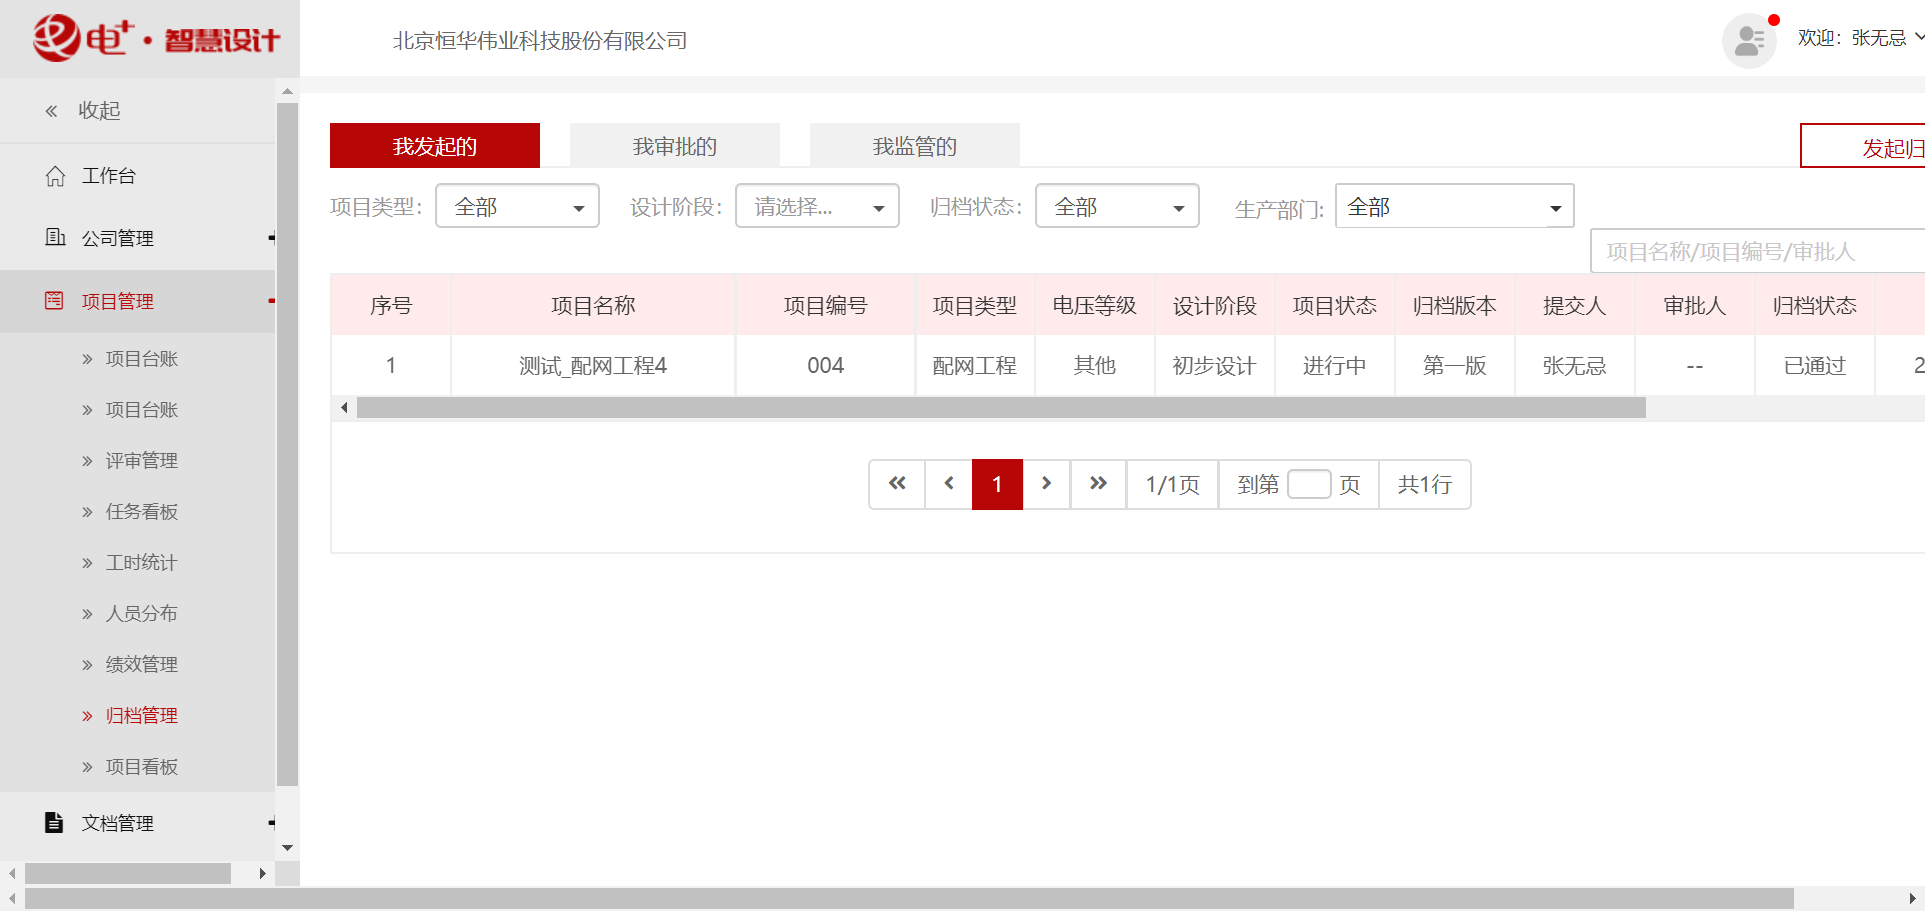 电+·智慧设计
北京恒华伟业科技股份有限公司
欢迎：张无忌
收起
工作台
公司管理
项目管理
项目台账
项目台账
评审管理
任务看板
工时统计
人员分布
绩效管理
归档管理
项目看板
文档管理
我发起的 我审批的 我监管的 发起归
项目类型： 全部 设计阶段： 请选择... 归档状态： 全部 生产部门: 全部
项目名称/项目编号/审批人
序号 项目名称 项目编号 项目类型 电压等级 设计阶段 项目状态 归档版本 提交人 审批人 归档状态
1 测试_配网工程4 004 配网工程 其他 初步设计 进行中 第一版 张无忌 -- 已通过 2
1 1/1页 到第 页 共1行